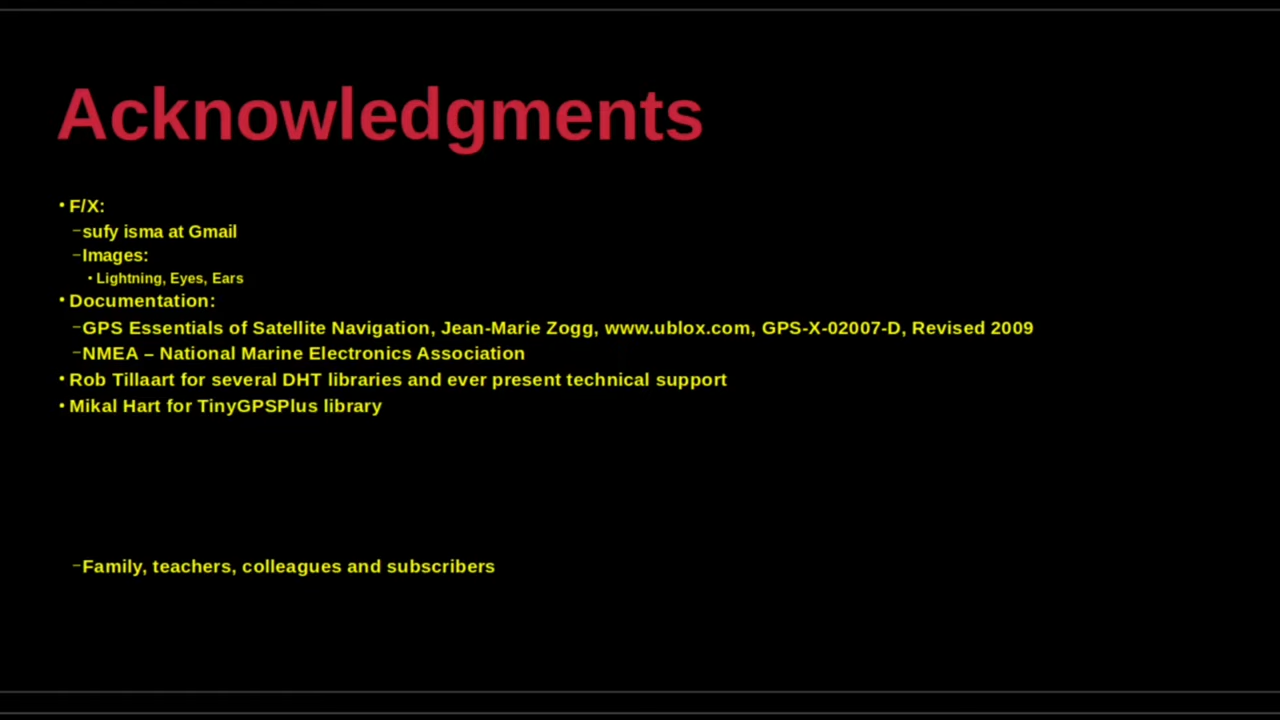 Acknowledgments
• F/X:
–sufy isma at Gmail
–Images:
• Lightning, Eyes, Ears
• Documentation:
–GPS Essentials of Satellite Navigation, Jean-Marie Zogg, www.ublox.com, GPS-X-02007-D, Revised 2009
–NMEA – National Marine Electronics Association
• Rob Tillaart for several DHT libraries and ever present technical support
• Mikal Hart for TinyGPSPlus library
–Family, teachers, colleagues and subscribers